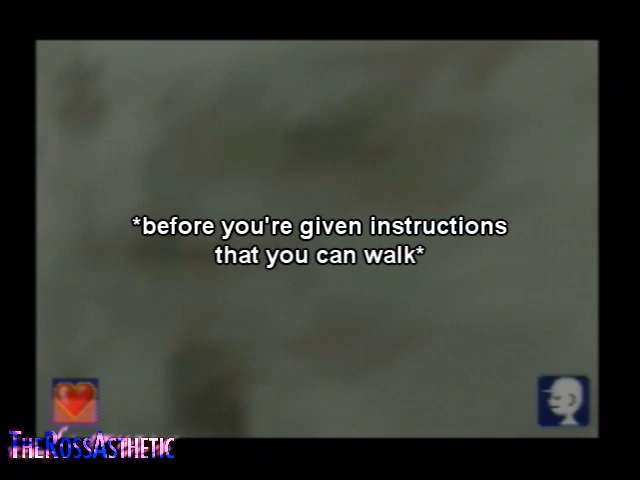 *before you're given instructions
that you can walk*
TheRossAsthetic